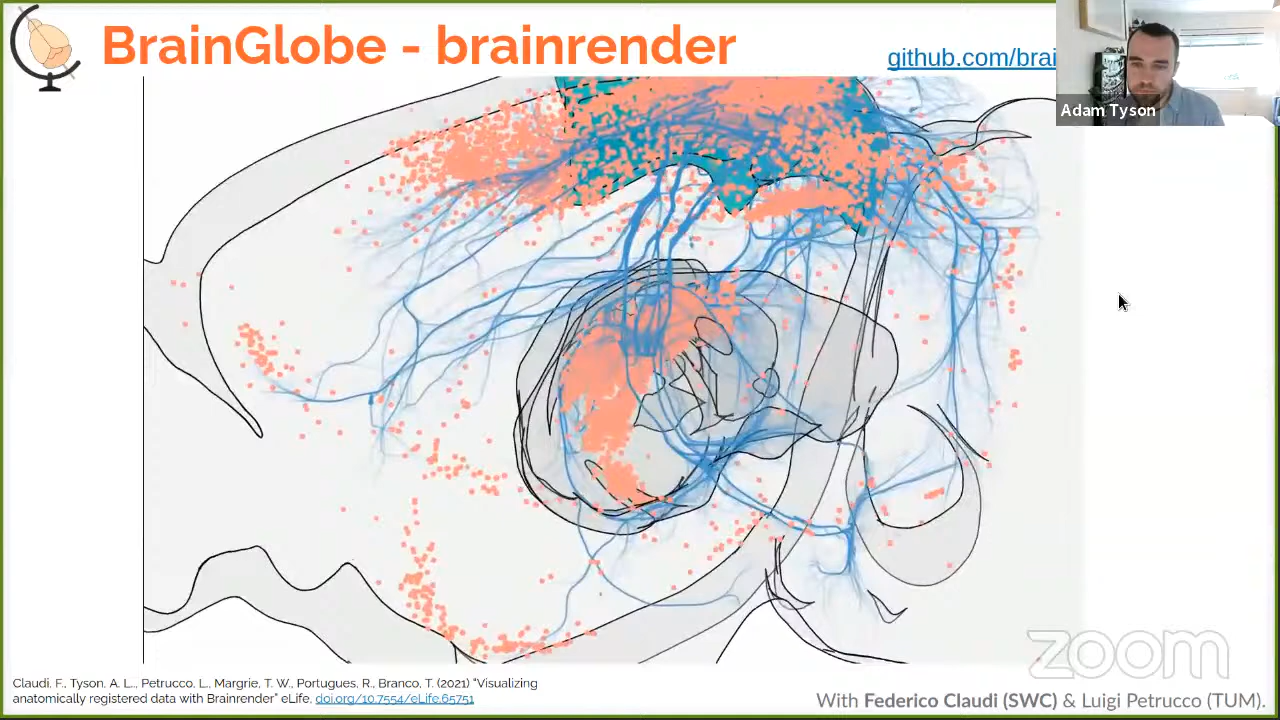 BrainGlobe - brainrender
github.com/brai
Adam Tyson
zoom
Claudi, F., Tyson, A. L., Petrucco, L., Margrie, T. W., Portugues, R., Branco, T. (2021) "Visualizing
anatomically registered data with Brainrender" eLife. doi.org/10.7554/eLife.65751
With Federico Claudi (SWC) & Luigi Petrucco (TUM).